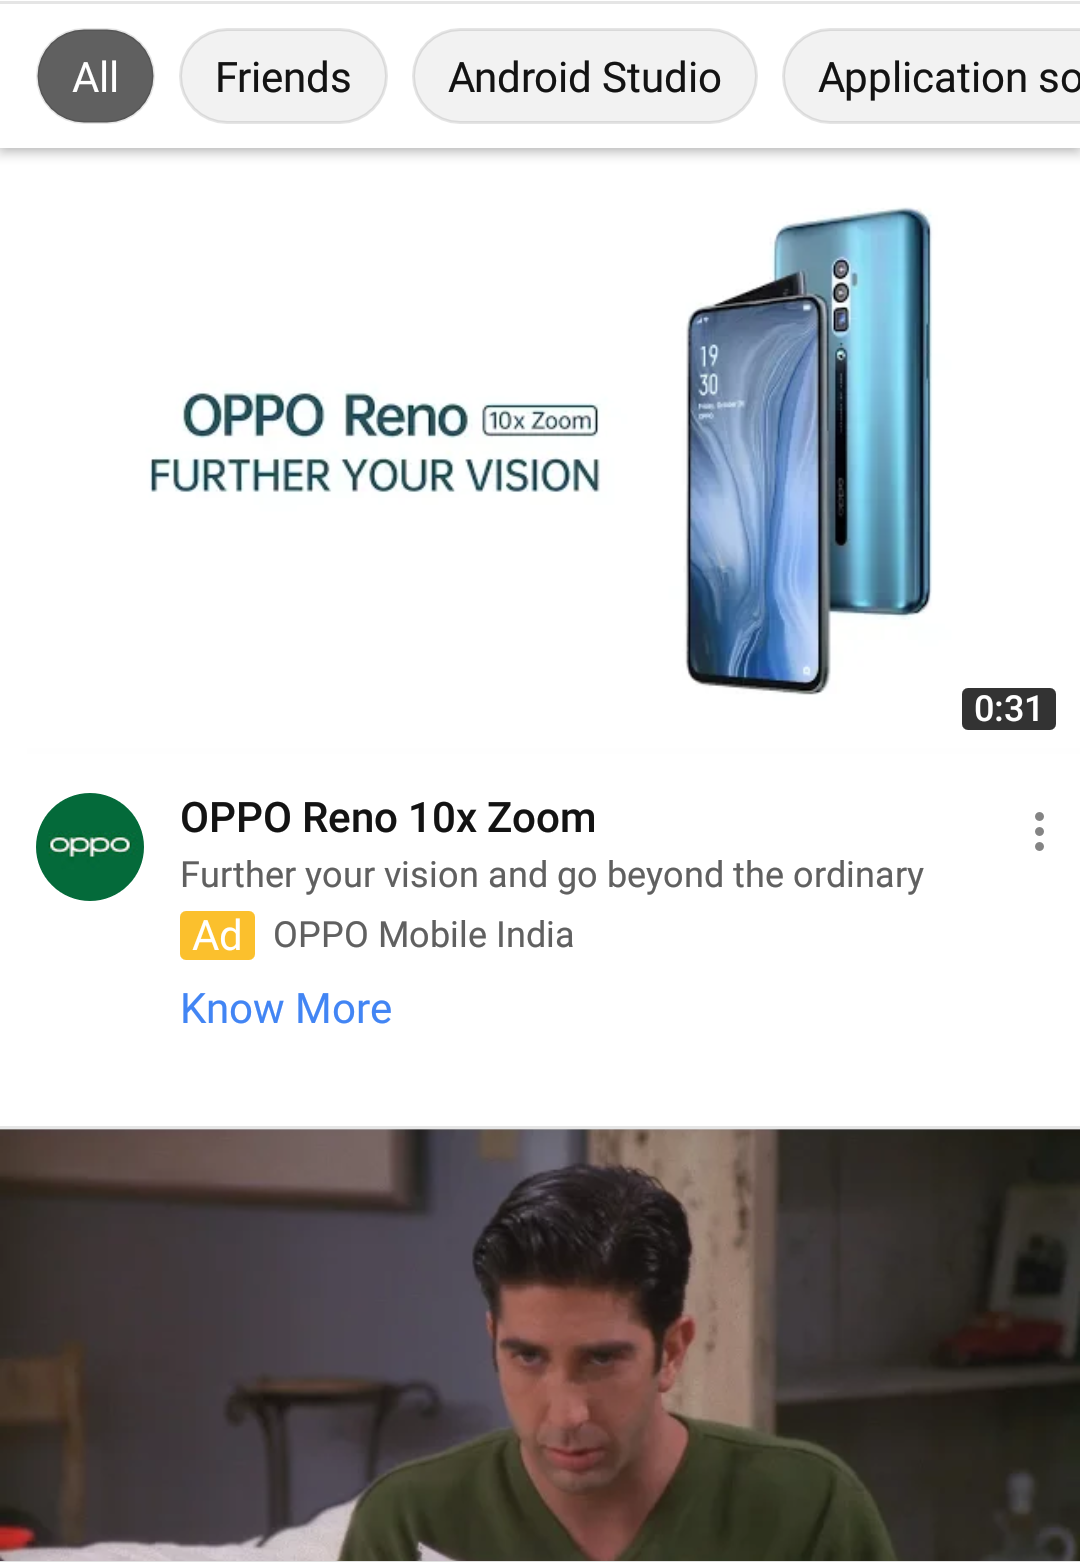 All Friends Android Studio Application so
19
30
OPPO Reno 10x Zoom
FURTHER YOUR VISION
0:31
oppo
OPPO Reno 10x Zoom
Further your vision and go beyond the ordinary
Ad OPPO Mobile India
Know More